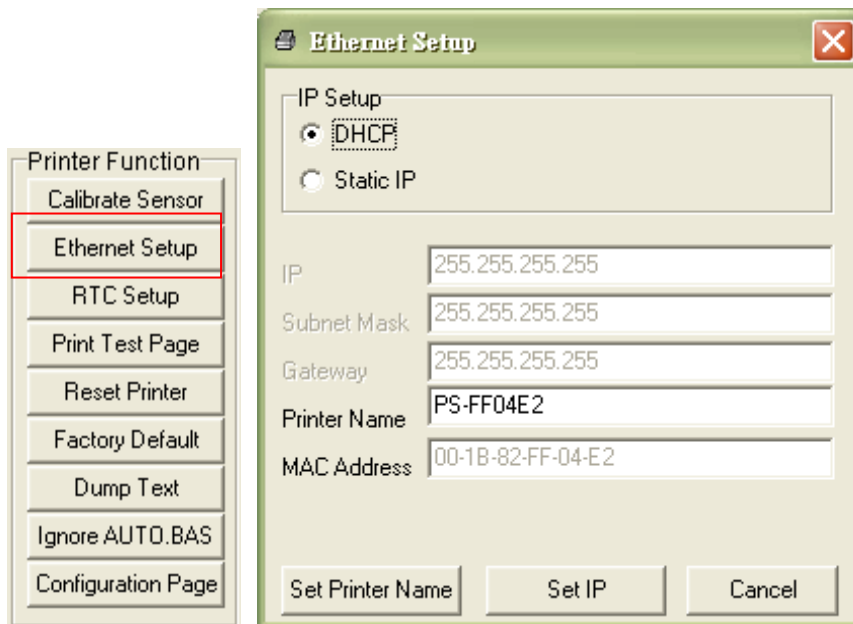 Printer Function
Calibrate Sensor
Ethernet Setup
RTC Setup
Print Test Page
Reset Printer
Factory Default
Dump Text
Ignore AUTO.BAS
Configuration Page
Ethernet Setup
IP Setup
DHCP
Static IP
IP 255.255.255.255
Subnet Mask 255.255.255.255
Gateway 255.255.255.255
Printer Name PS-FF04E2
MAC Address 00-1B-82-FF-04-E2
Set Printer Name Set IP Cancel